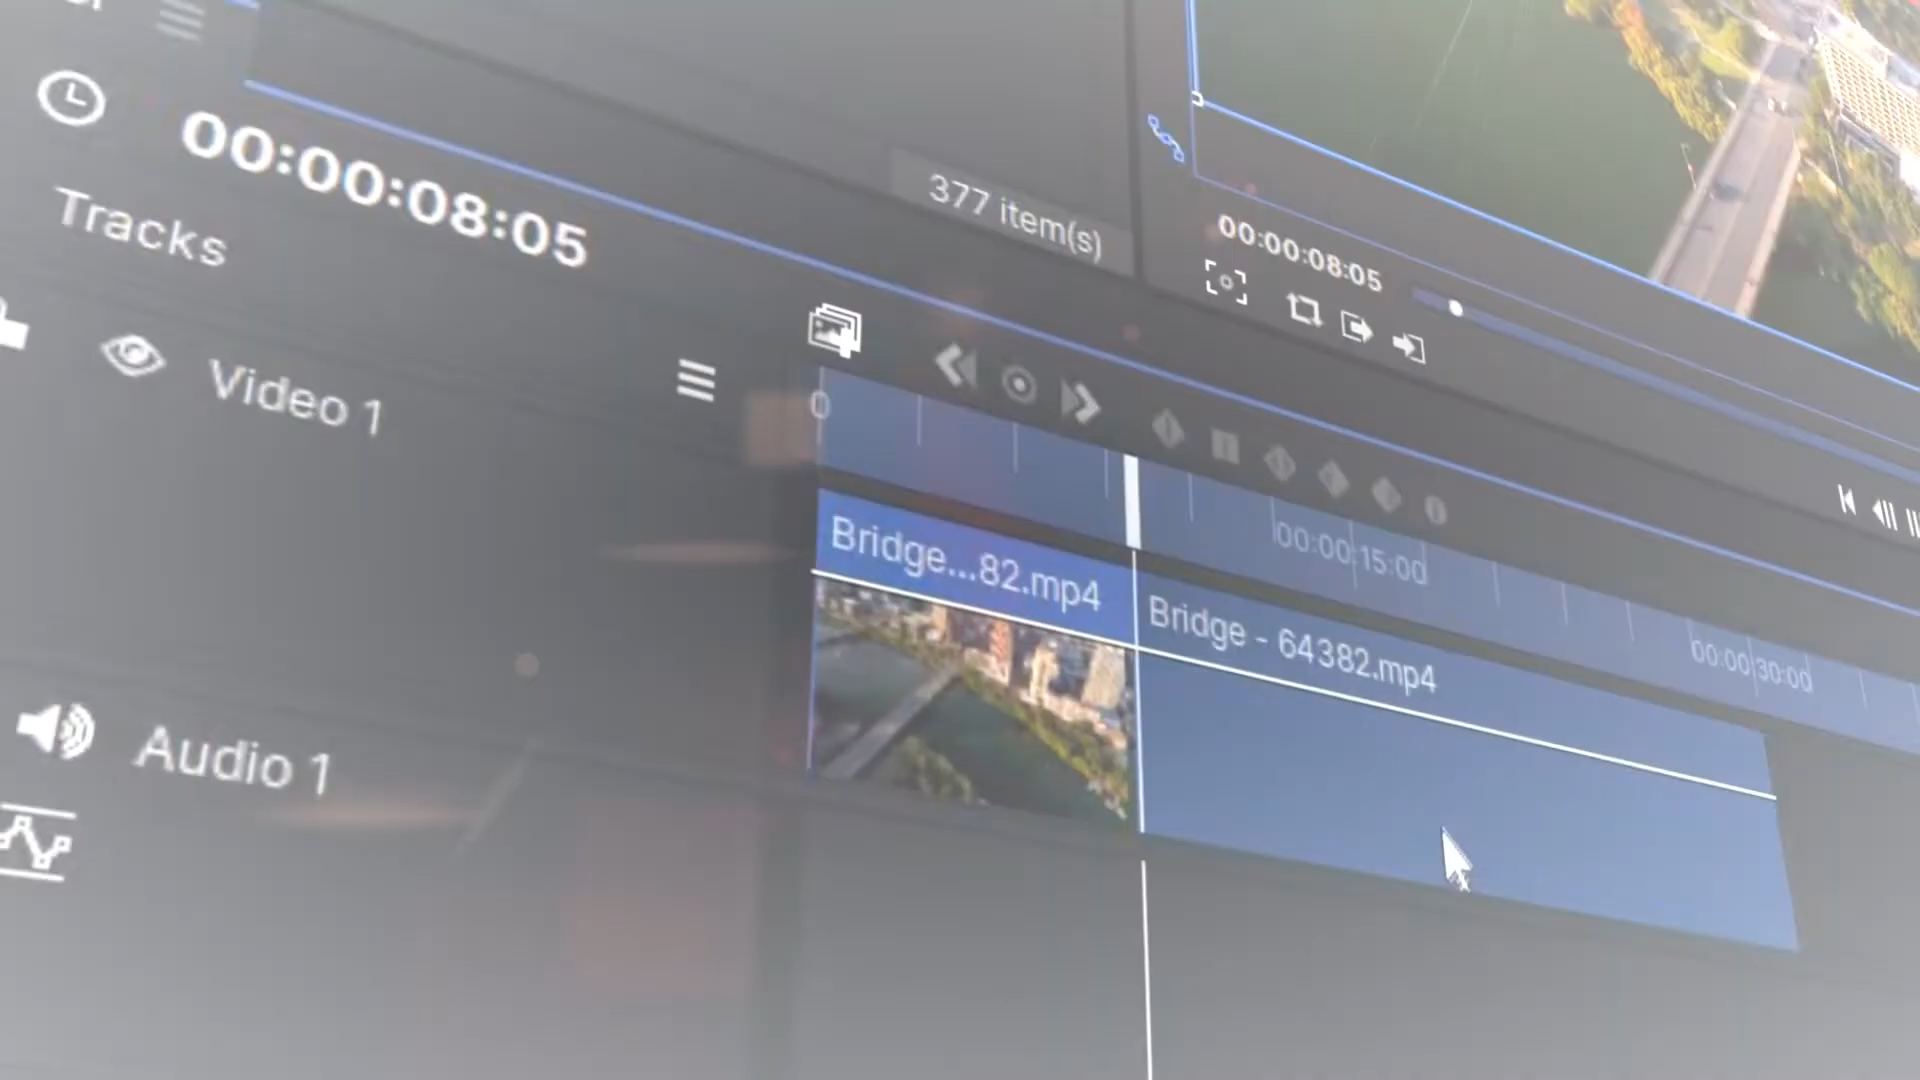 00:00:08:05
Tracks
377 item(s)
00:00:08:05
Video 1
0
00:00:15:00
00:00:30:00
Bridge...82.mp4
Bridge - 64382.mp4
Audio 1